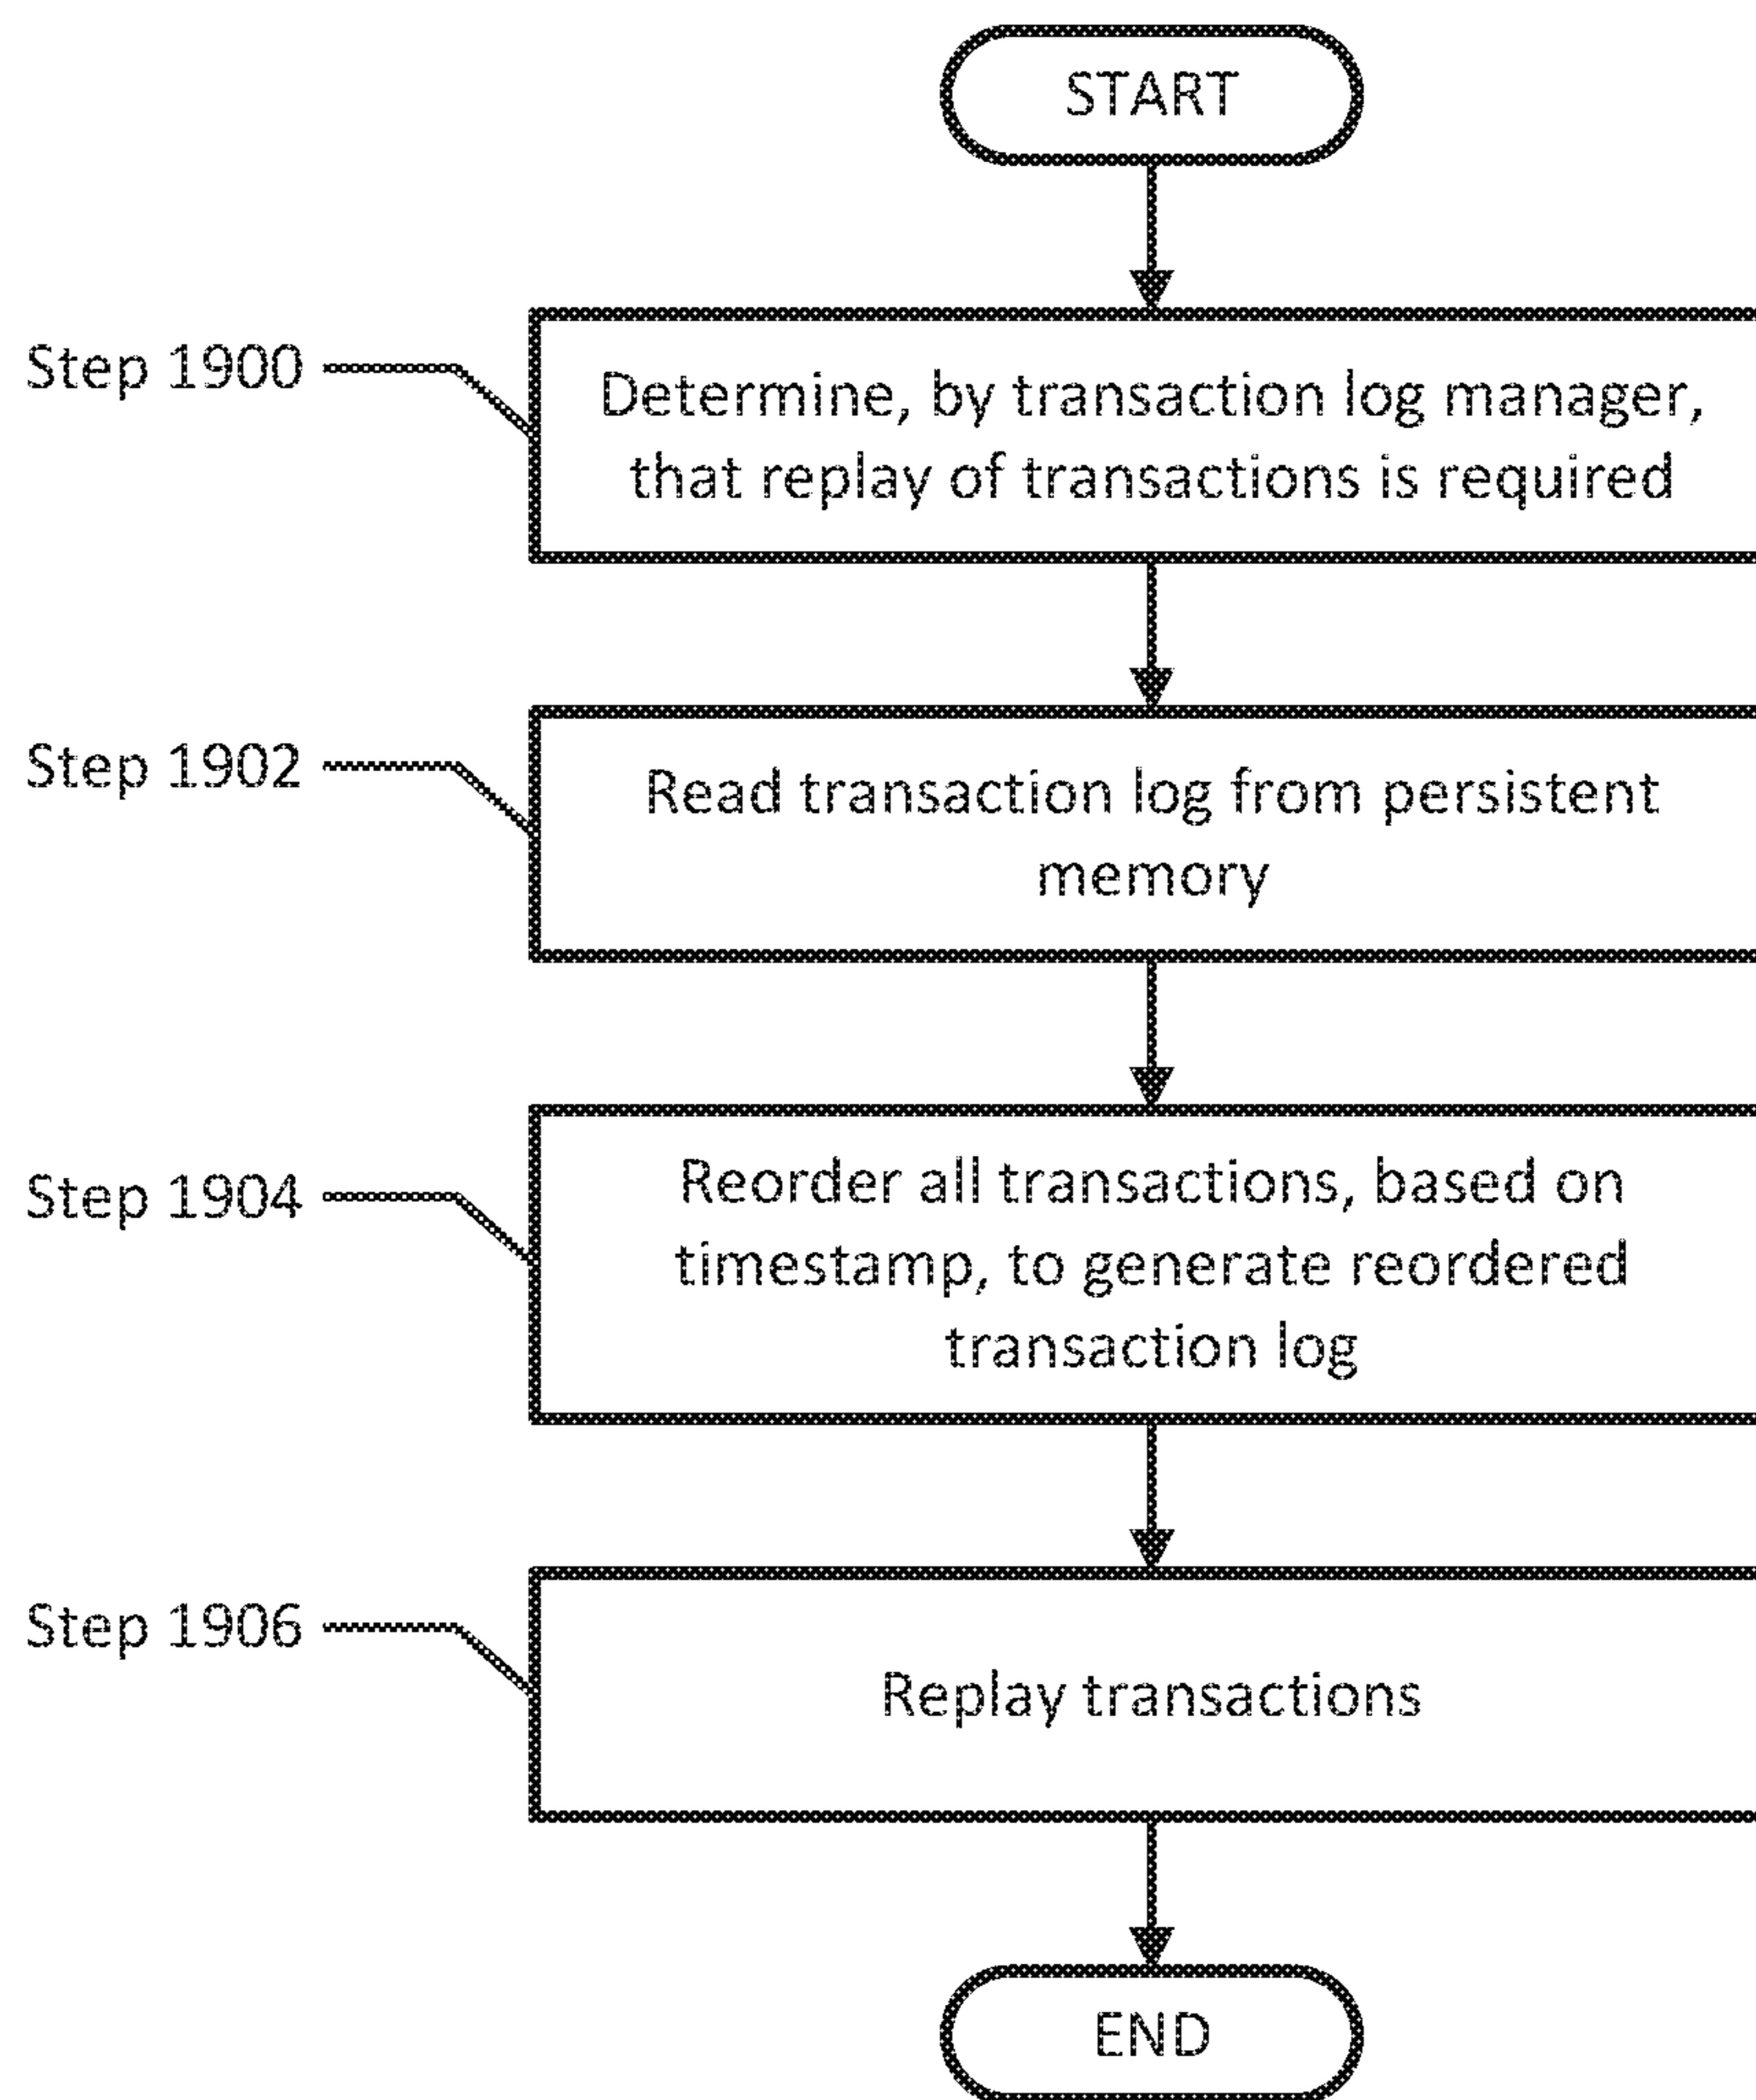 START
Step 1900
Determine, by transaction log manager,
that replay of transactions is required
Step 1902
Read transaction log from persistent
memory
Step 1904
Reorder all transactions, based on
timestamp, to generate reordered
transaction log
Step 1906
Replay transactions
END